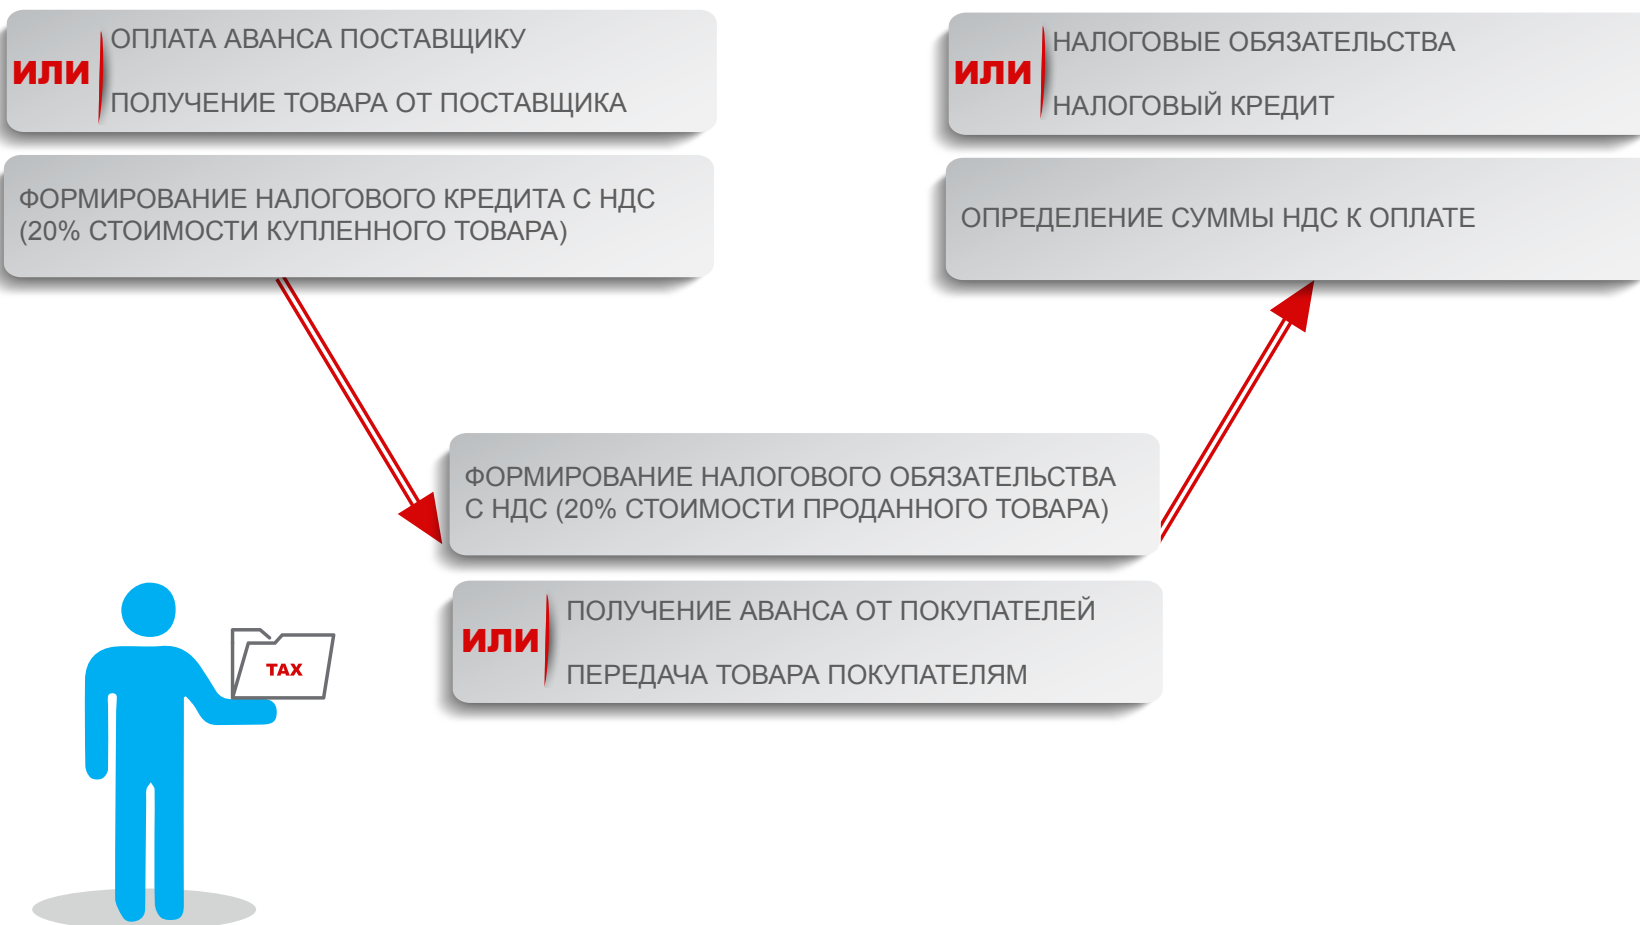 ОПЛАТА АВАНСА ПОСТАВЩИКУ
ИЛИ
ПОЛУЧЕНИЕ ТОВАРА ОТ ПОСТАВЩИКА
ФОРМИРОВАНИЕ НАЛОГОВОГО КРЕДИТА С НДС
(20% СТОИМОСТИ КУПЛЕННОГО ТОВАРА)
НАЛОГОВЫЕ ОБЯЗАТЕЛЬСТВА
ИЛИ
НАЛОГОВЫЙ КРЕДИТ
ОПРЕДЕЛЕНИЕ СУММЫ НДС К ОПЛАТЕ
ФОРМИРОВАНИЕ НАЛОГОВОГО ОБЯЗАТЕЛЬСТВА
С НДС (20% СТОИМОСТИ ПРОДАННОГО ТОВАРА)
ПОЛУЧЕНИЕ АВАНСА ОТ ПОКУПАТЕЛЕЙ
ИЛИ
ПЕРЕДАЧА ТОВАРА ПОКУПАТЕЛЯМ
TAX